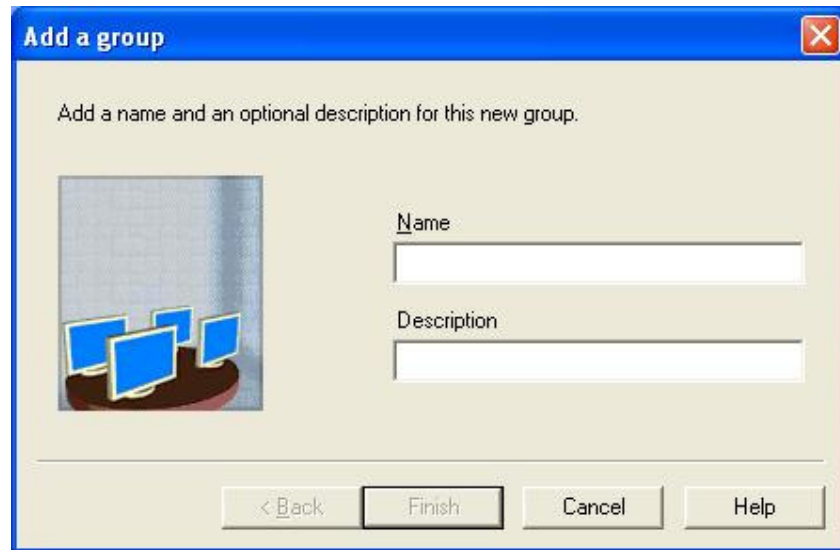 Add a group
Add a name and an optional description for this new group.
Name
Description
< Back
Finish
Cancel
Help